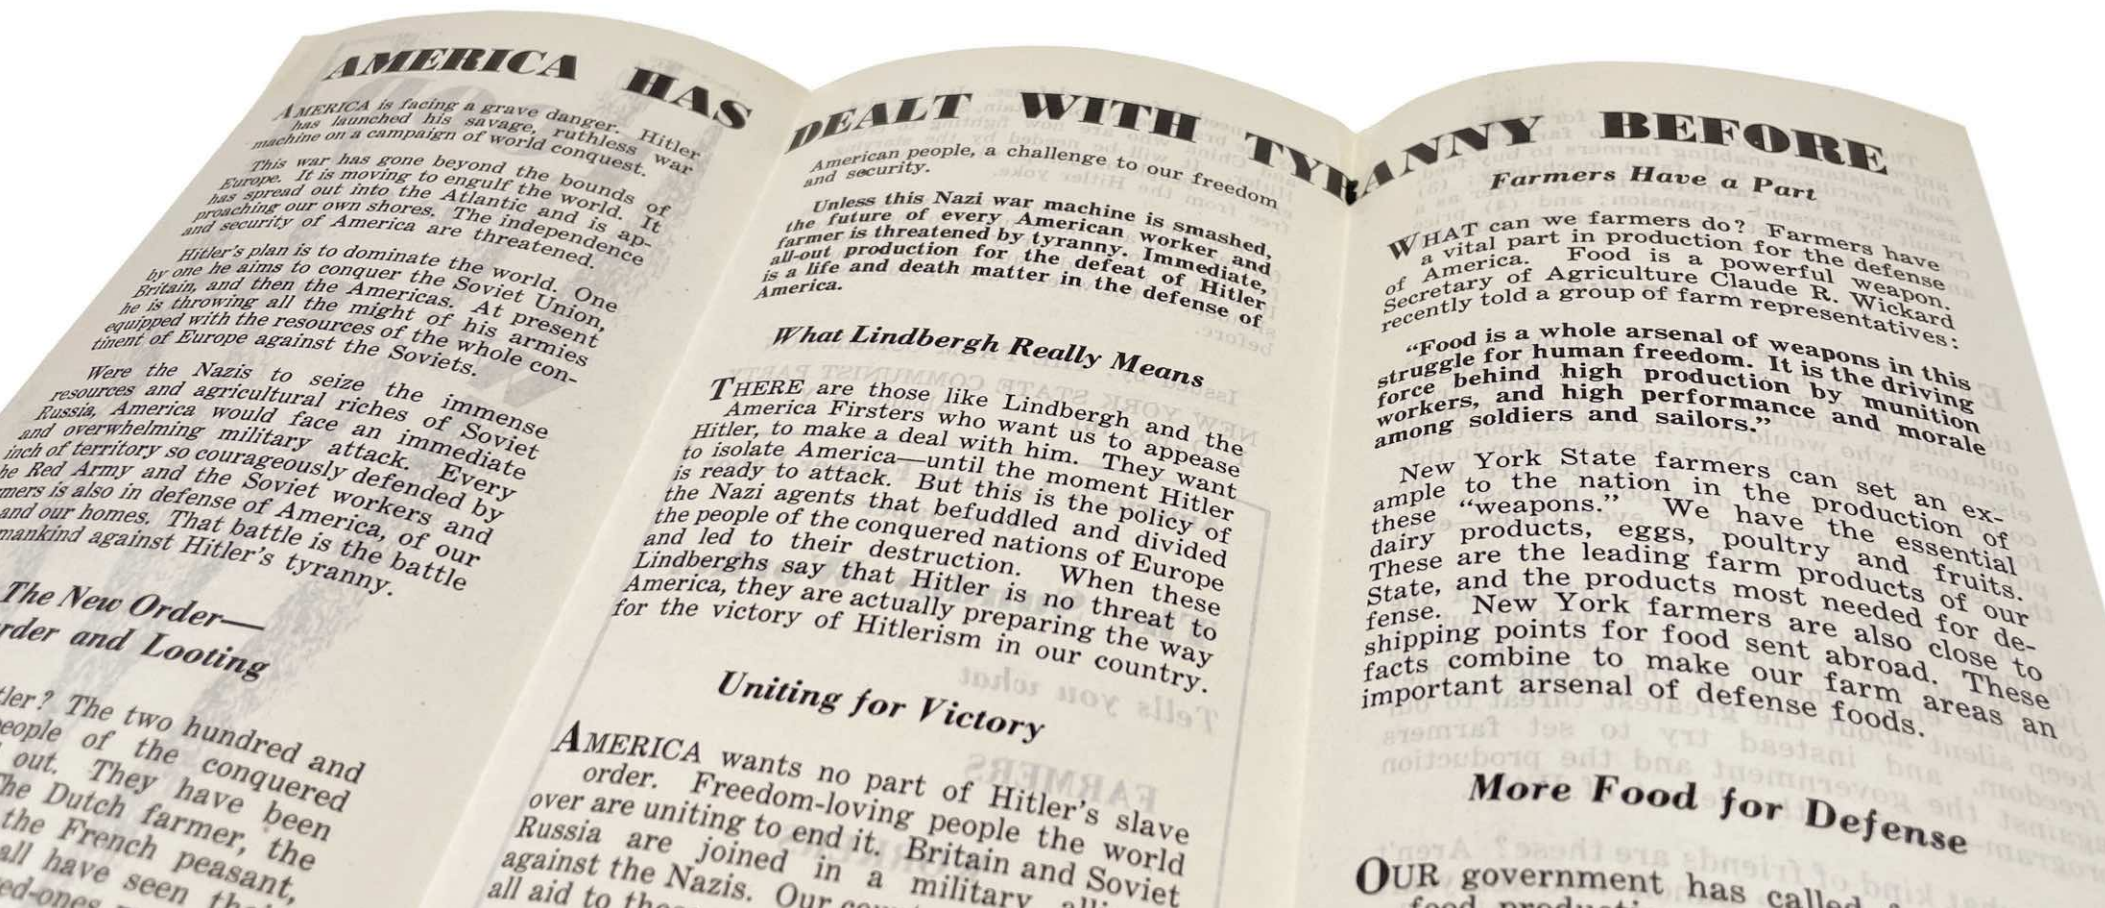 AMERICA HAS DEALT WITH TYRANNY BEFORE
AMERICA is facing a grave danger. Hitler
has launched his savage, ruthless war
machine on a campaign of world conquest.
This war has gone beyond the bounds of
Europe. It is moving to engulf the world. It
has spread out into the Atlantic and is ap-
proaching our own shores. The independence
and security of America are threatened.
Hitler's plan is to dominate the world. One
by one he aims to conquer the Soviet Union,
Britain, and then the Americas. At present
he is throwing all the might of his armies
equipped with the resources of the whole con-
tinent of Europe against the Soviets.
Were the Nazis to seize the immense
resources and agricultural riches of Soviet
Russia, America would face an immediate
and overwhelming military attack. Every
inch of territory so courageously defended by
he Red Army and the Soviet workers and
mers is also in defense of America, of our
and our homes. That battle is the battle
mankind against Hitler's tyranny.
The New Order—
rder and Looting
tler? The two hundred and
eople of the conquered
out. They have been
The Dutch farmer, the
the French peasant,
all have seen
ed-ones
American people, a challenge to our freedom
and security.
Unless this Nazi war machine is smashed,
the future of every American worker and
farmer is threatened by tyranny. Immediate,
all-out production for the defeat of Hitler
is a life and death matter in the defense of
America.
What Lindbergh Really Means
THERE are those like Lindbergh and the
America Firsters who want us to appease
Hitler, to make a deal with him. They want
to isolate America—until the moment Hitler
is ready to attack. But this is the policy of
the Nazi agents that befuddled and divided
the people of the conquered nations of Europe
and led to their destruction. When these
Lindberghs say that Hitler is no threat to
America, they are actually preparing the way
for the victory of Hitlerism in our country.
Uniting for Victory
AMERICA wants no part of Hitler's slave
order. Freedom-loving people the world
over are uniting to end it. Britain and Soviet
Russia are joined in a military
against the Nazis. Our
all aid to
Farmers Have a Part
WHAT can we farmers do? Farmers have
a vital part in production for the defense
of America. Food is a powerful weapon.
Secretary of Agriculture Claude R. Wickard
recently told a group of farm representatives:
“Food is a whole arsenal of weapons in this
struggle for human freedom. It is the driving
force behind high production by munition
workers, and high performance and morale
among soldiers and sailors.”
New York State farmers can set an ex-
ample to the nation in the production of
these “weapons.” We have the essential
dairy products, eggs, poultry and fruits.
These are the leading farm products of our
State, and the products most needed for de-
fense. New York farmers are also close to
shipping points for food sent abroad. These
facts combine to make our farm areas an
important arsenal of defense foods.
More Food for Defense
OUR government has called